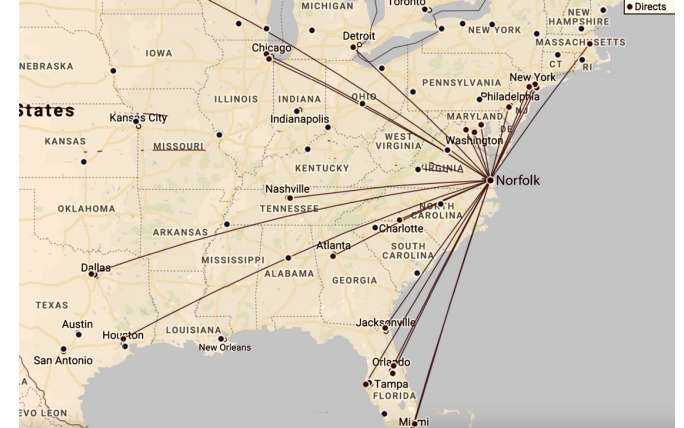 MICHIGAN
Toronto
NEW
HAMPSHIRE
Directs
Detroit
NEW YORK
MASSACHUSETTS
Chicago
IOWA
CT
RI
NEBRASKA
New York
PENNSYLVANIA
Philadelphia
ILLINOIS
INDIANA
OHIO
NJ
States
Kansas City
Indianapolis
MARYLAND
DE
WEST
VIRGINIA
Washington
KANSAS
MISSOURI
KENTUCKY
VIRGINIA
Norfolk
Nashville
TENNESSEE
OKLAHOMA
NORTH
CAROLINA
ARKANSAS
Charlotte
Atlanta
SOUTH
CAROLINA
MISSISSIPPI
Dallas
ALABAMA
GEORGIA
TEXAS
Austin
Houston
LOUISIANA
Jacksonville
New Orleans
San Antonio
Orlando
Tampa
FLORIDA
EVO LEON
Miami